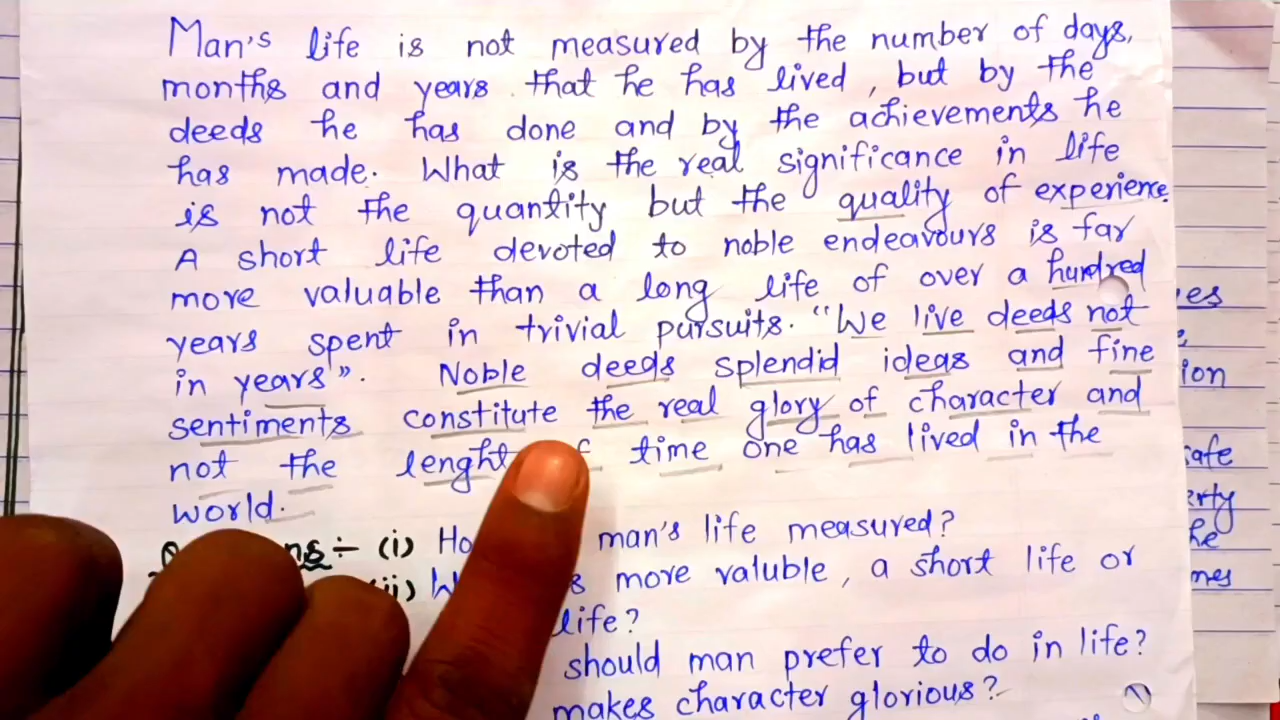 Man's life is not measured by the number of days,
months and years that he has lived, but by the
deeds he has done and by the achievements he
has made. What is the real significance in life
is not the quantity but the quality of experience.
A short life devoted to noble endeavours is far
more valuable than a long life of over a hundred
years spent in trivial pursuits. "We live deeds not
in years". Noble deeds splendid ideas and fine
sentiments constitute the real glory of character and
not the lenght time one has lived in the
world.
(i) man's life measured?
(ii) more valuble, a short life or
life?
should man prefer to do in life?
makes character glorious?
es
ion
safe
erty
he
mes